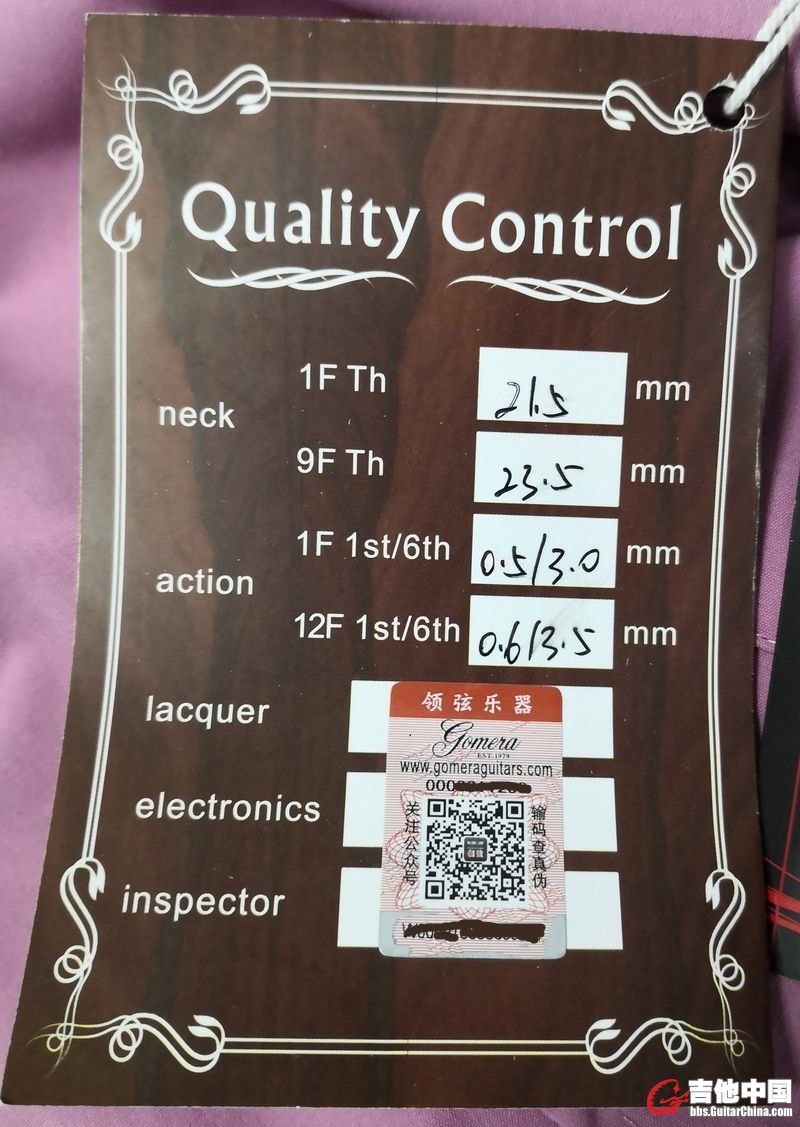 Quality Control
neck
1F Th 21.5 mm
9F Th 23.5 mm
action
1F 1st/6th 0.5/3.0 mm
12F 1st/6th 0.6/3.5 mm
lacquer
electronics
inspector
领弦乐器
Gomera
EST.1979
www.gomeraguitars.com
关注公众号
输码查真伪
吉他中国
bbs.GuitarChina.com